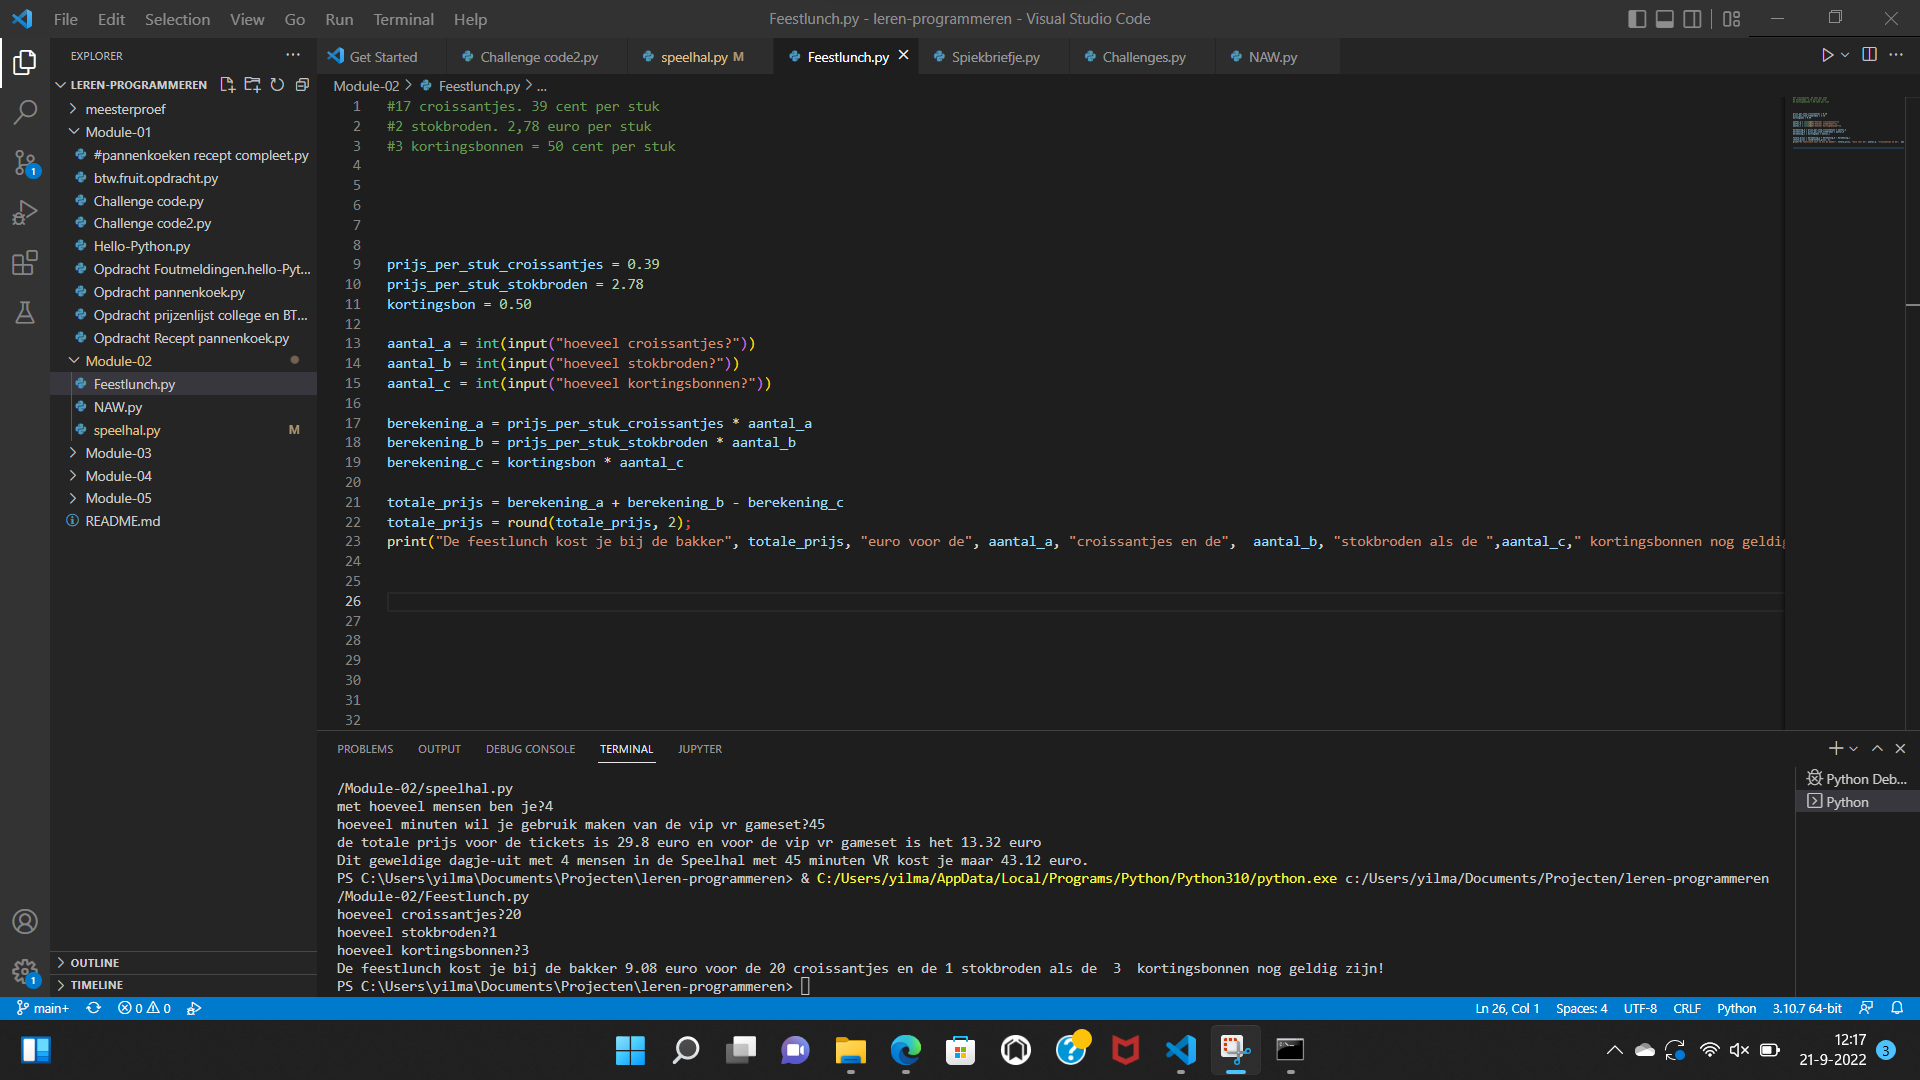 File Edit Selection View Go Run Terminal Help
Feestlunch.py - leren-programmeren - Visual Studio Code
EXPLORER
Get Started
Challenge code2.py
speelhal.py M
Feestlunch.py
Spiekbriefje.py
Challenges.py
NAW.py
LEREN-PROGRAMMEREN
meesterproef
Module-01
#pannenkoeken recept compleet.py
btw.fruit.opdracht.py
Challenge code.py
Challenge code2.py
Hello-Python.py
Opdracht Foutmeldingen.hello-Pyt...
Opdracht pannenkoek.py
Opdracht prijzenlijst college en BT...
Opdracht Recept pannenkoek.py
Module-02
Feestlunch.py
NAW.py
speelhal.py M
Module-03
Module-04
Module-05
README.md
OUTLINE
TIMELINE
1
1
Module-02 > Feestlunch.py > ...
1 #17 croissantjes. 39 cent per stuk
2 #2 stokbroden. 2,78 euro per stuk
3 #3 kortingsbonnen = 50 cent per stuk
4
5
6
7
8
9 prijs_per_stuk_croissantjes = 0.39
10 prijs_per_stuk_stokbroden = 2.78
11 kortingsbon = 0.50
12
13 aantal_a = int(input("hoeveel croissantjes?"))
14 aantal_b = int(input("hoeveel stokbroden?"))
15 aantal_c = int(input("hoeveel kortingsbonnen?"))
16
17 berekening_a = prijs_per_stuk_croissantjes * aantal_a
18 berekening_b = prijs_per_stuk_stokbroden * aantal_b
19 berekening_c = kortingsbon * aantal_c
20
21 totale_prijs = berekening_a + berekening_b - berekening_c
22 totale_prijs = round(totale_prijs, 2);
23 print("De feestlunch kost je bij de bakker", totale_prijs, "euro voor de", aantal_a, "croissantjes en de",  aantal_b, "stokbroden als de ",aantal_c," kortingsbonnen nog geldig
24
25
26
27
28
29
30
31
32
PROBLEMS OUTPUT DEBUG CONSOLE TERMINAL JUPYTER
Python Deb...
Python
/Module-02/speelhal.py
met hoeveel mensen ben je?4
hoeveel minuten wil je gebruik maken van de vip vr gameset?45
de totale prijs voor de tickets is 29.8 euro en voor de vip vr gameset is het 13.32 euro
Dit geweldige dagje-uit met 4 mensen in de Speelhal met 45 minuten VR kost je maar 43.12 euro.
PS C:\Users\yilma\Documents\Projecten\leren-programmeren> & C:/Users/yilma/AppData/Local/Programs/Python/Python310/python.exe c:/Users/yilma/Documents/Projecten/leren-programmeren
/Module-02/Feestlunch.py
hoeveel croissantjes?20
hoeveel stokbroden?1
hoeveel kortingsbonnen?3
De feestlunch kost je bij de bakker 9.08 euro voor de 20 croissantjes en de 1 stokbroden als de  3  kortingsbonnen nog geldig zijn!
PS C:\Users\yilma\Documents\Projecten\leren-programmeren>
main+ 0 0
Ln 26, Col 1 Spaces: 4 UTF-8 CRLF Python 3.10.7 64-bit
12:17
21-9-2022
3